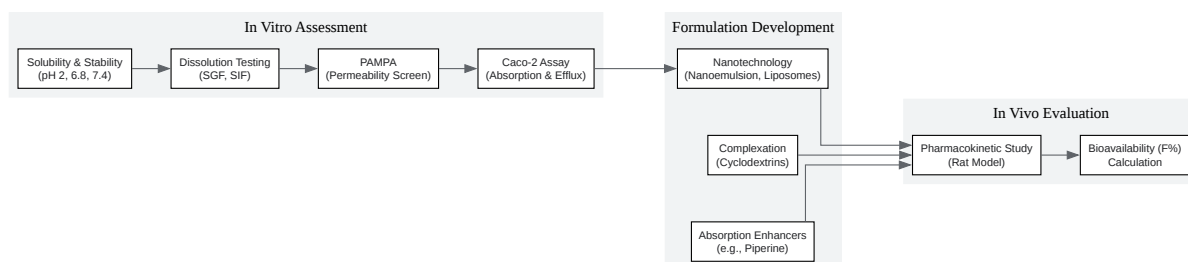 In Vitro Assessment
Solubility & Stability
(pH 2, 6.8, 7.4)
Dissolution Testing
(SGF, SIF)
PAMPA
(Permeability Screen)
Caco-2 Assay
(Absorption & Efflux)
Formulation Development
Nanotechnology
(Nanoemulsion, Liposomes)
Complexation
(Cyclodextrins)
Absorption Enhancers
(e.g., Piperine)
In Vivo Evaluation
Pharmacokinetic Study
(Rat Model)
Bioavailability (F%)
Calculation